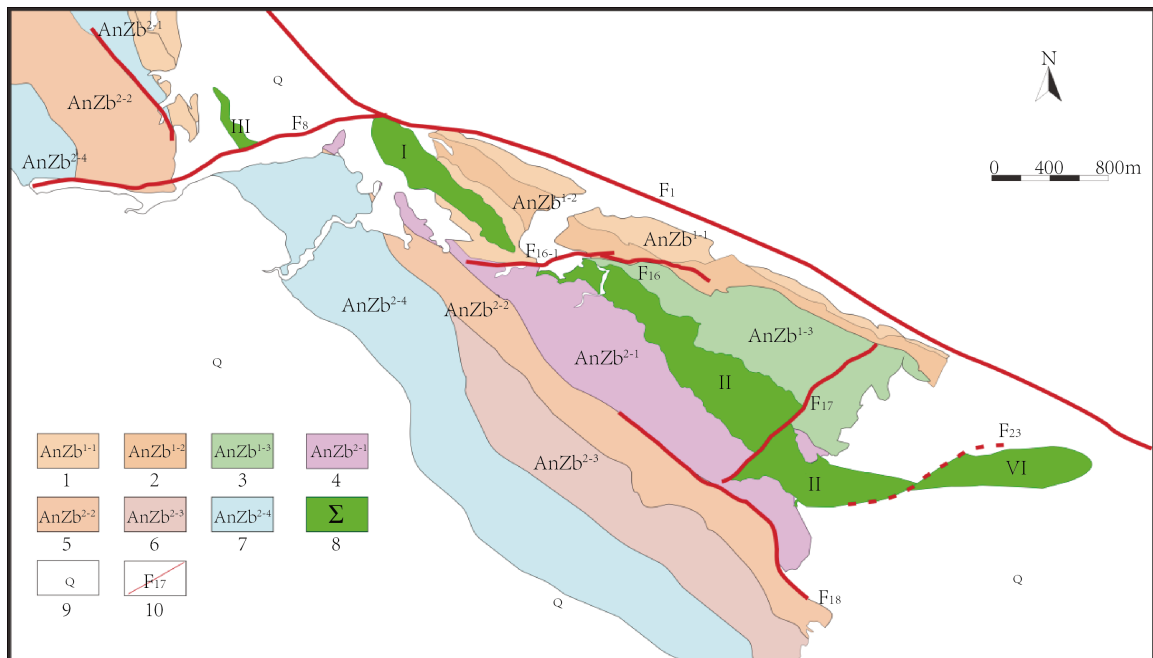 AnZb²⁻¹
N
Q
AnZb²⁻²
III
F₈
I
AnZb²⁻⁴
0 400 800m
F₁
AnZb¹⁻²
AnZb¹⁻¹
F₁₆₋₁
F₁₆
AnZb²⁻⁴
AnZb²⁻²
AnZb¹⁻³
AnZb²⁻¹
Q
II
F₁₇
F₂₃
AnZb²⁻³
VI
II
AnZb¹⁻¹ AnZb¹⁻² AnZb¹⁻³ AnZb²⁻¹
1 2 3 4
AnZb²⁻² AnZb²⁻³ AnZb²⁻⁴ Σ
5 6 7 8
Q F₁₇
9 10
Q
Q
F₁₈